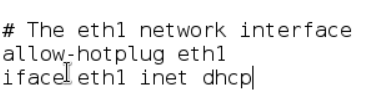 # The eth1 network interface
allow-hotplug eth1
iface eth1 inet dhcp